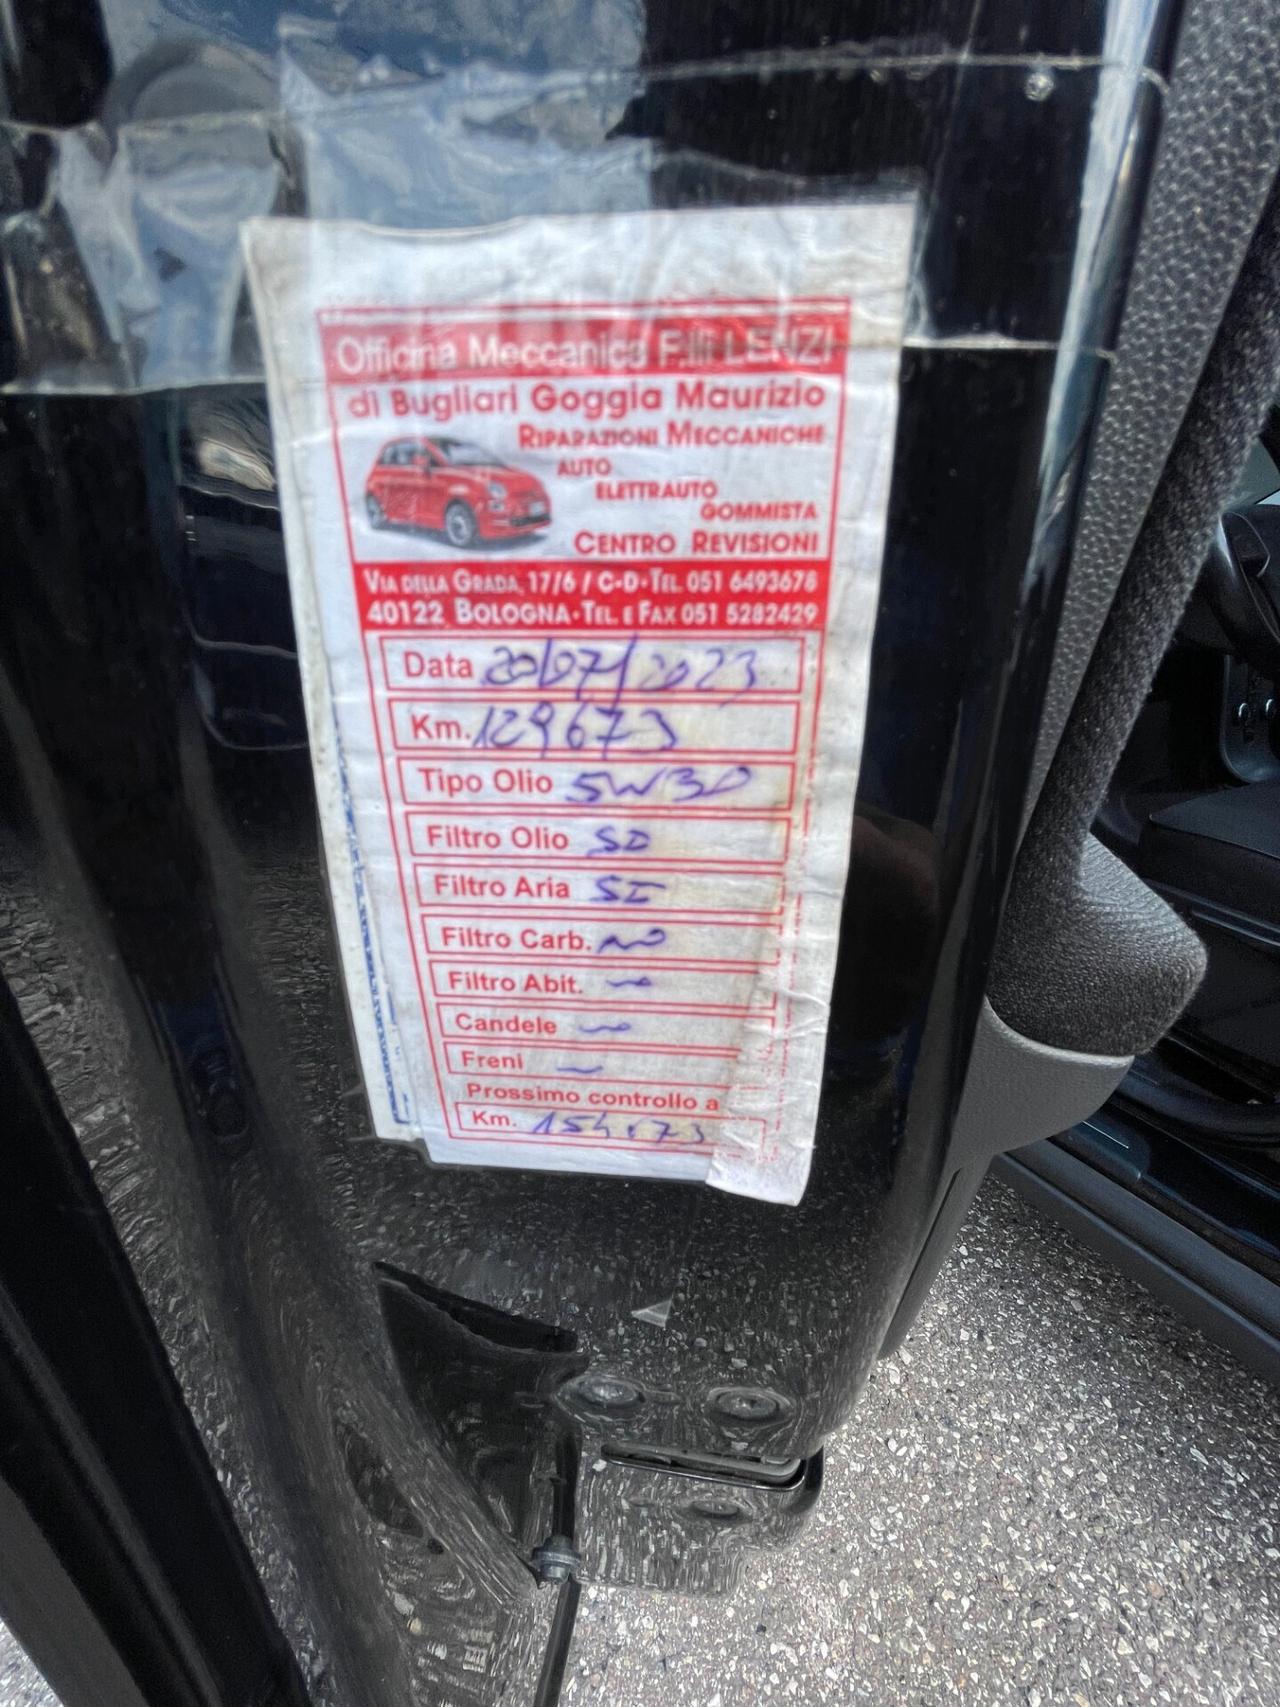 Officina Meccanica F.lli LENZI
di Bugliari Goggia Maurizio
RIPARAZIONI MECCANICHE
AUTO
ELETTRAUTO
GOMMISTA
CENTRO REVISIONI
VIA DELLA GRADA, 17/6 / C-D-TEL. 051 6493678
40122 BOLOGNA-TEL. E FAX 051 5282429
Data 20/07/2023
Km. 129673
Tipo Olio 5W30
Filtro Olio SI
Filtro Aria SI
Filtro Carb. NO
Filtro Abit.
Candele
Freni
Prossimo controllo a
Km.